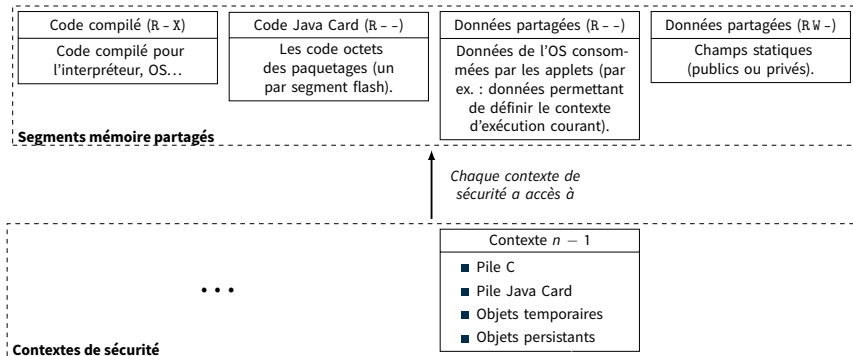 Code compilé (R - X)
Code compilé pour
l'interpréteur, OS…
Code Java Card (R - -)
Les code octets
des paquetages (un
par segment flash).
Données partagées (R - -)
Données de l'OS consom-
mées par les applets (par
ex. : données permettant
de définir le contexte
d'exécution courant).
Données partagées (R W -)
Champs statiques
(publics ou privés).
Segments mémoire partagés
Chaque contexte de
sécurité a accès à
Contexte n − 1
Pile C
Pile Java Card
Objets temporaires
Objets persistants
...
Contextes de sécurité